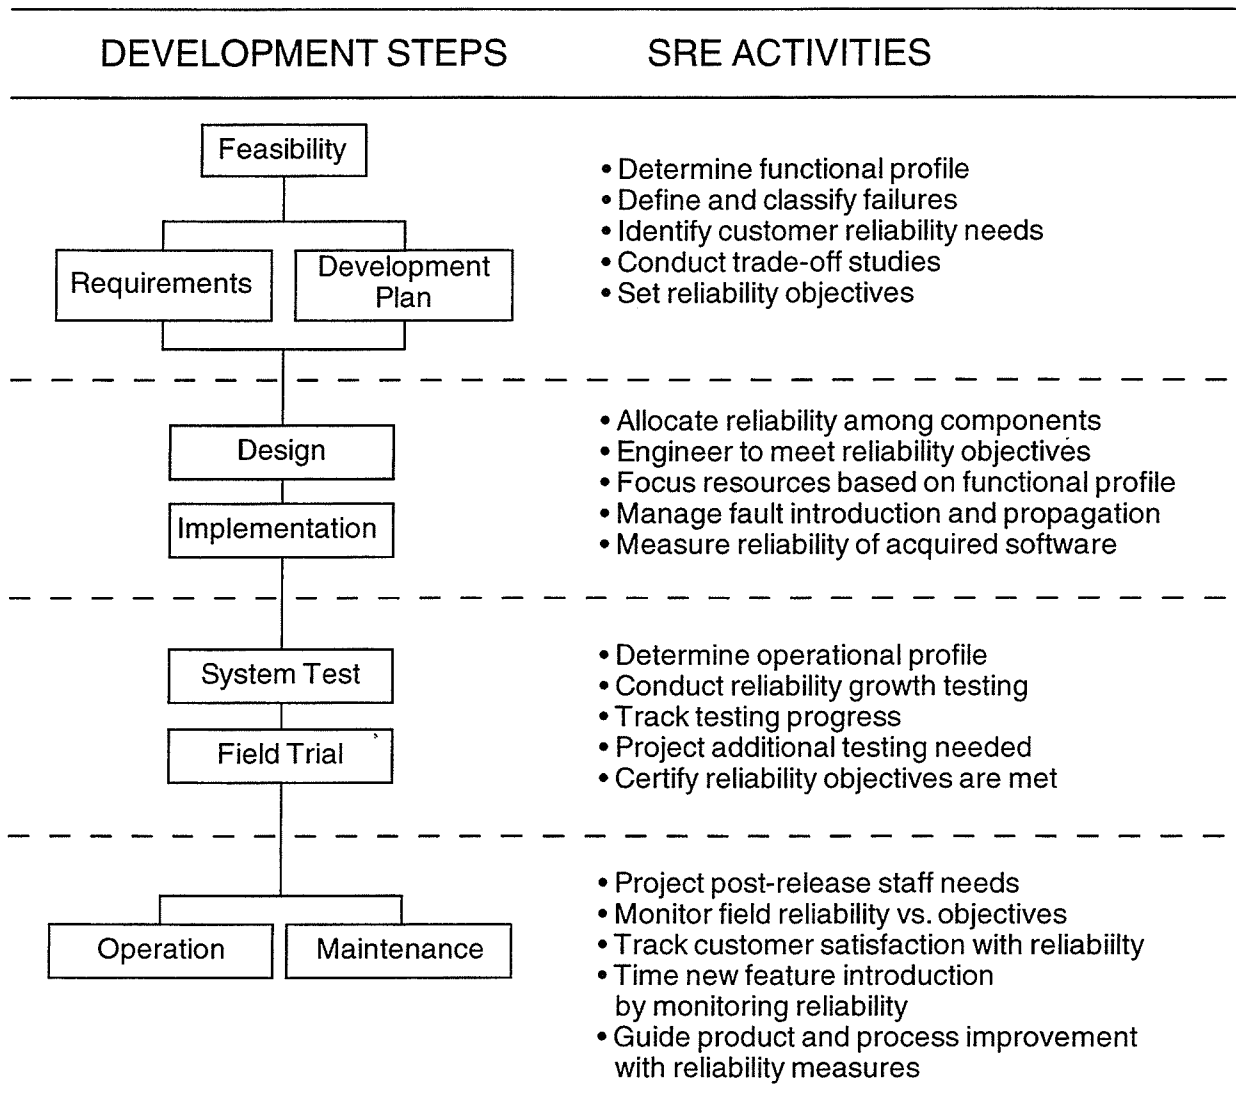 DEVELOPMENT STEPS
SRE ACTIVITIES
Feasibility
Requirements
Development
Plan
• Determine functional profile
• Define and classify failures
• Identify customer reliability needs
• Conduct trade-off studies
• Set reliability objectives
Design
Implementation
• Allocate reliability among components
• Engineer to meet reliability objectives
• Focus resources based on functional profile
• Manage fault introduction and propagation
• Measure reliability of acquired software
System Test
Field Trial
• Determine operational profile
• Conduct reliability growth testing
• Track testing progress
• Project additional testing needed
• Certify reliability objectives are met
Operation
Maintenance
• Project post-release staff needs
• Monitor field reliability vs. objectives
• Track customer satisfaction with reliabiilty
• Time new feature introduction
by monitoring reliability
• Guide product and process improvement
with reliability measures